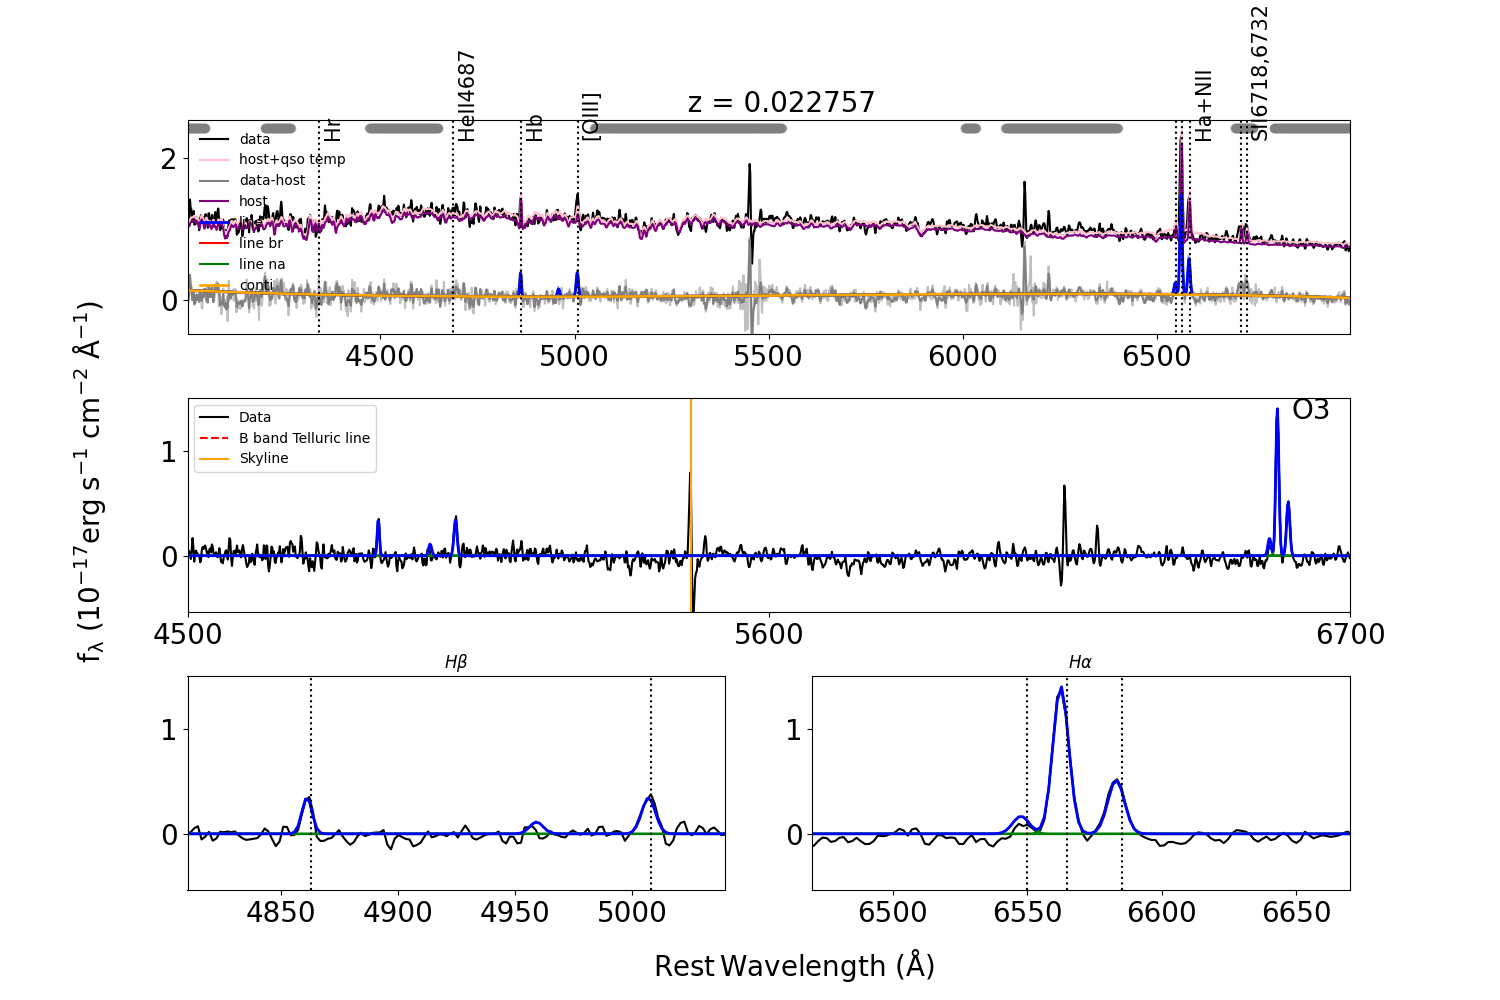 z = 0.022757
Hr
HeII4687
Hb
[OIII]
Ha+NII
SII6718,6732
data
host+qso temp
data-host
host
line
line br
line na
conti
2
0
4500
5000
5500
6000
6500
Data
B band Telluric line
Skyline
O3
1
0
4500
5600
6700
fλ (10−17erg s−1 cm−2 Å−1)
Hβ
1
0
4850
4900
4950
5000
Hα
1
0
6500
6550
6600
6650
Rest Wavelength (Å)